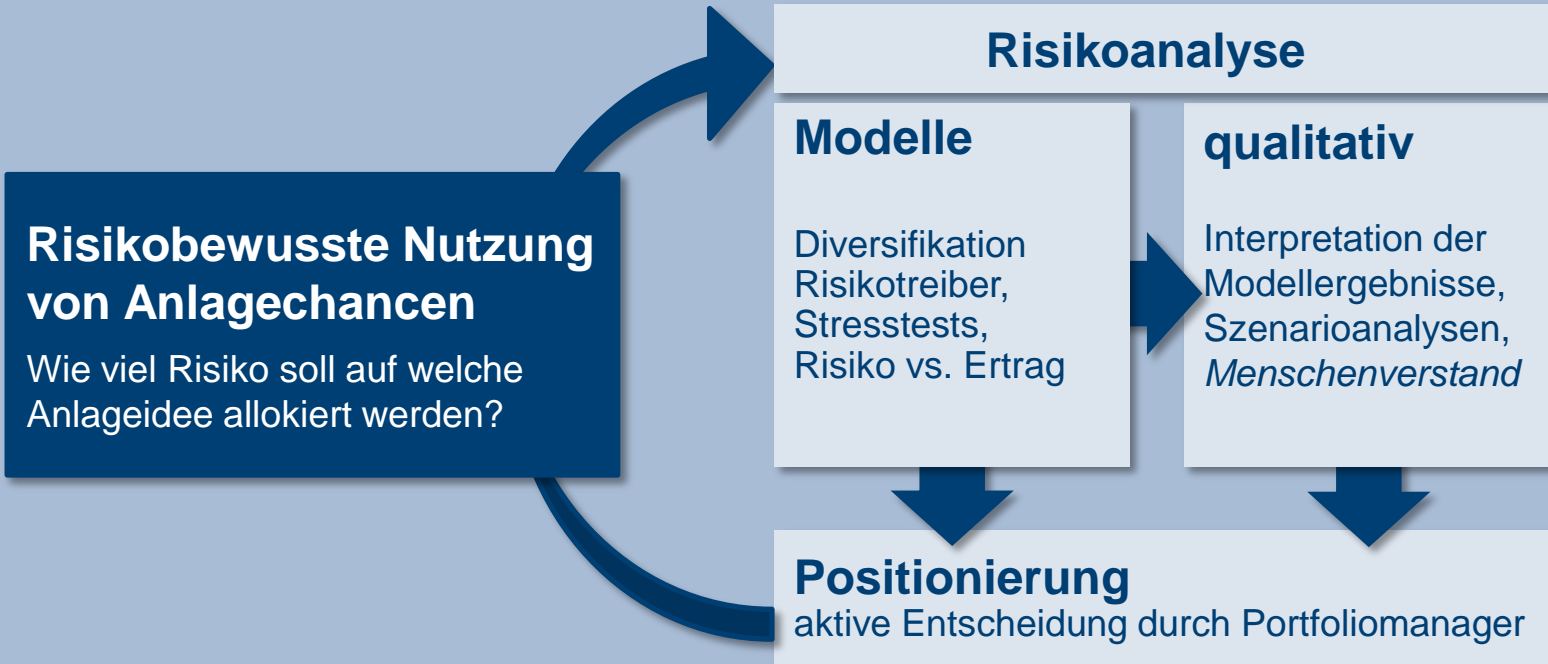 Risikoanalyse
Risikobewusste Nutzung
von Anlagechancen
Wie viel Risiko soll auf welche
Anlageidee allokiert werden?
Modelle
Diversifikation
Risikotreiber,
Stresstests,
Risiko vs. Ertrag
qualitativ
Interpretation der
Modellergebnisse,
Szenarioanalysen,
Menschenverstand
Positionierung
aktive Entscheidung durch Portfoliomanager